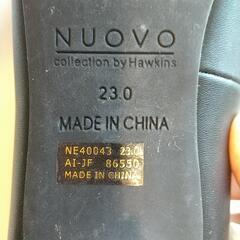 NUOVO
collection by Hawkins
23.0
MADE IN CHINA
NE40043 23.0
AI-JF 86550
MADE IN CHINA